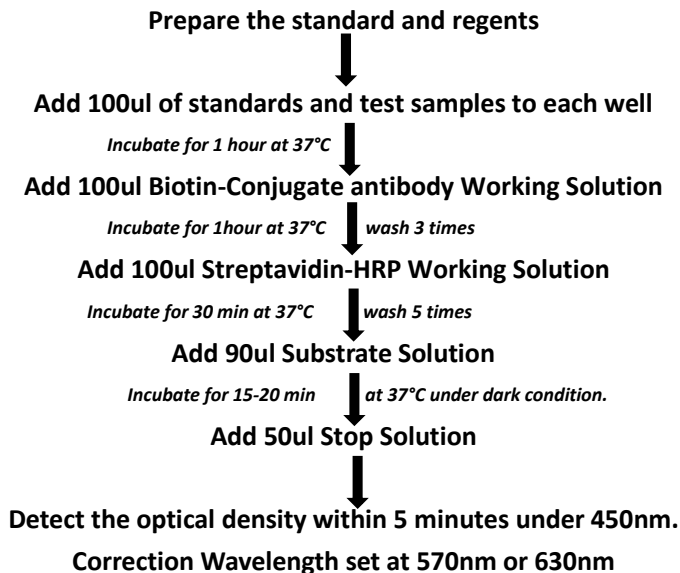 Prepare the standard and regents
Add 100ul of standards and test samples to each well
Incubate for 1 hour at 37°C
Add 100ul Biotin-Conjugate antibody Working Solution
Incubate for 1hour at 37°C wash 3 times
Add 100ul Streptavidin-HRP Working Solution
Incubate for 30 min at 37°C wash 5 times
Add 90ul Substrate Solution
Incubate for 15-20 min at 37°C under dark condition.
Add 50ul Stop Solution
Detect the optical density within 5 minutes under 450nm.
Correction Wavelength set at 570nm or 630nm